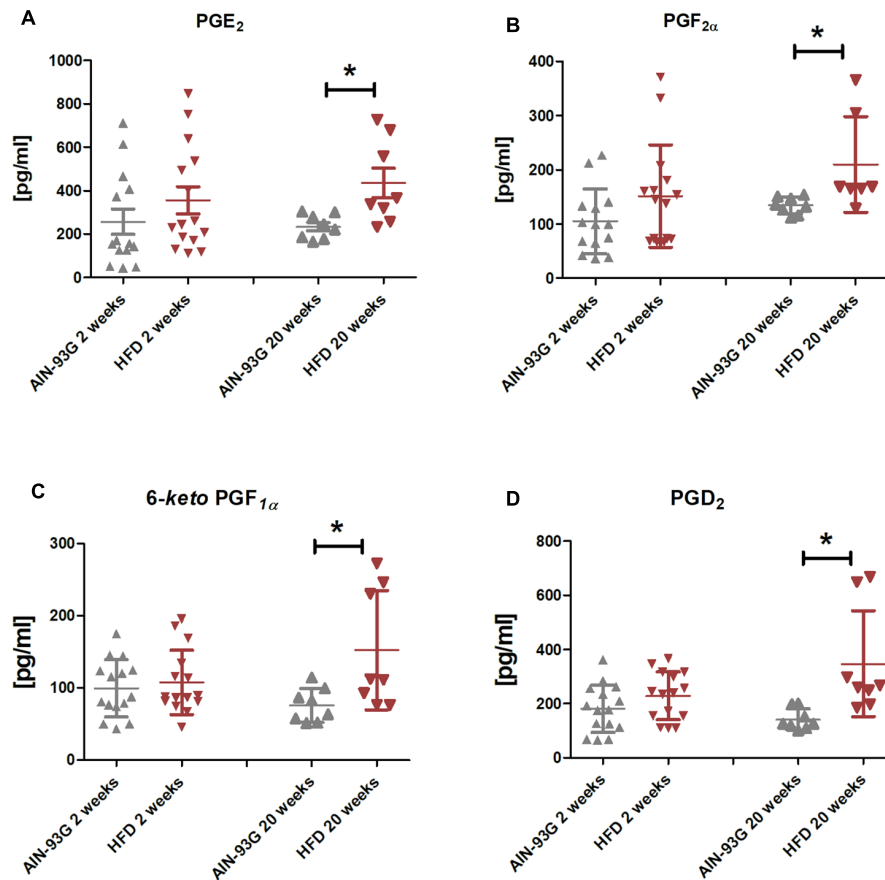 A
PGE₂
[pg/ml]
1000
800
600
400
200
0
*
AIN-93G 2 weeks
HFD 2 weeks
AIN-93G 20 weeks
HFD 20 weeks
B
PGF₂α
[pg/ml]
400
300
200
100
0
*
AIN-93G 2 weeks
HFD 2 weeks
AIN-93G 20 weeks
HFD 20 weeks
C
6-keto PGF₁α
[pg/ml]
300
200
100
0
*
AIN-93G 2 weeks
HFD 2 weeks
AIN-93G 20 weeks
HFD 20 weeks
D
PGD₂
[pg/ml]
800
600
400
200
0
*
AIN-93G 2 weeks
HFD 2 weeks
AIN-93G 20 weeks
HFD 20 weeks